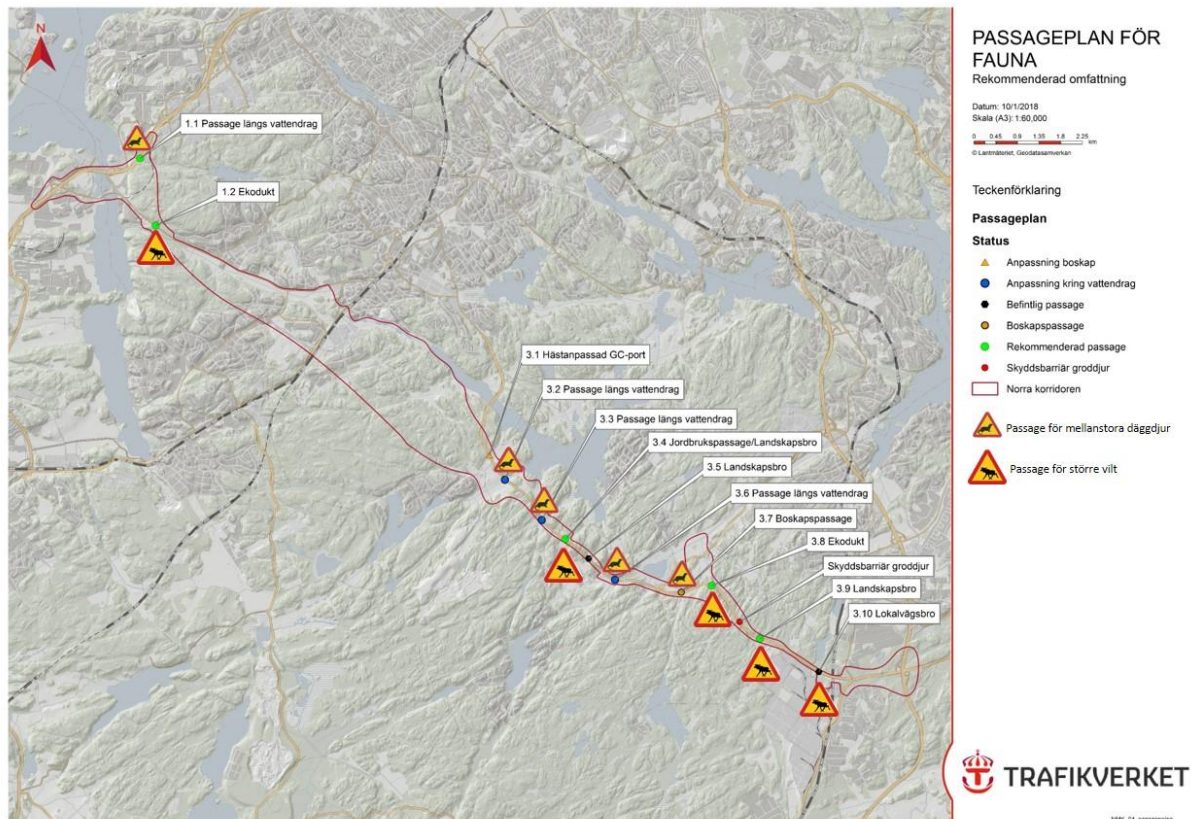 N
1.1 Passage längs vattendrag
1.2 Ekodukt
3.1 Hästanpassad GC-port
3.2 Passage längs vattendrag
3.3 Passage längs vattendrag
3.4 Jordbrukspassage/Landskapsbro
3.5 Landskapsbro
3.6 Passage längs vattendrag
3.7 Boskapspassage
3.8 Ekodukt
Skyddsbarriär groddjur
3.9 Landskapsbro
3.10 Lokalvägsbro
PASSAGEPLAN FÖR
FAUNA
Rekommenderad omfattning
Datum: 10/1/2018
Skala (A3): 1:60,000
0 0.45 0.9 1.35 1.8 2.25
km
© Lantmäteriet, Geodatasamverkan
Teckenförklaring
Passageplan
Status
Anpassning boskap
Anpassning kring vattendrag
Befintlig passage
Boskapspassage
Rekommenderad passage
Skyddsbarriär groddjur
Norra korridoren
Passage för mellanstora däggdjur
Passage för större vilt
TRAFIKVERKET